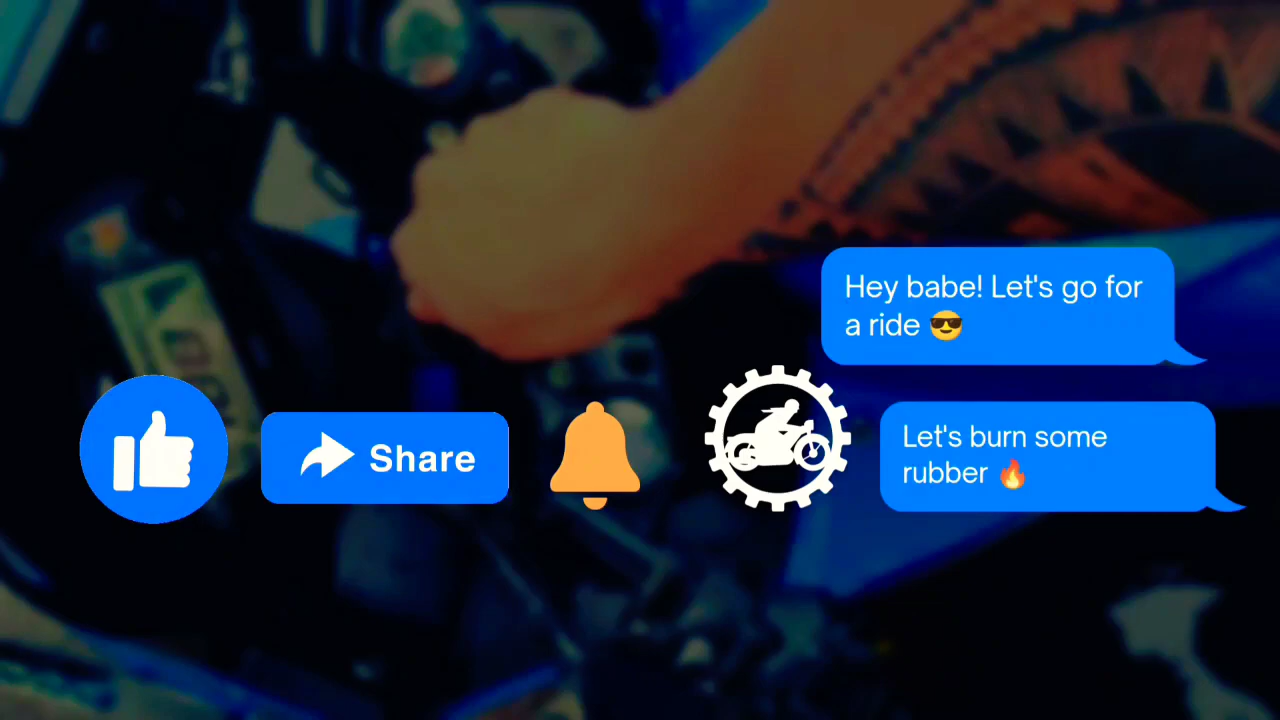 Hey babe! Let's go for
a ride 😎
Share
Let's burn some
rubber 🔥